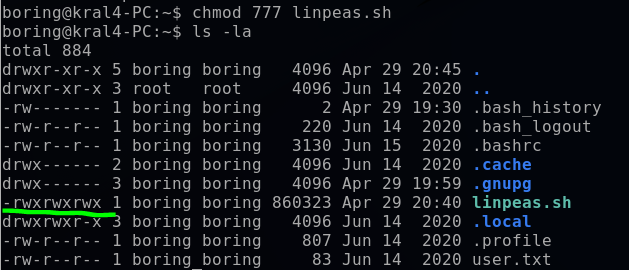 boring@kral4-PC:~$ chmod 777 linpeas.sh
boring@kral4-PC:~$ ls -la
total 884
drwxr-xr-x 5 boring boring   4096 Apr 29 20:45 .
drwxr-xr-x 3 root   root     4096 Jun 14  2020 ..
-rw------- 1 boring boring      2 Apr 29 19:30 .bash_history
-rw-r--r-- 1 boring boring    220 Jun 14  2020 .bash_logout
-rw-r--r-- 1 boring boring   3130 Jun 15  2020 .bashrc
drwx------ 2 boring boring   4096 Jun 14  2020 .cache
drwx------ 3 boring boring   4096 Apr 29 19:59 .gnupg
-rwxrwxrwx 1 boring boring 860323 Apr 29 20:40 linpeas.sh
drwxrwxr-x 3 boring boring   4096 Jun 14  2020 .local
-rw-r--r-- 1 boring boring    807 Jun 14  2020 .profile
-rw-r--r-- 1 boring boring     83 Jun 14  2020 user.txt